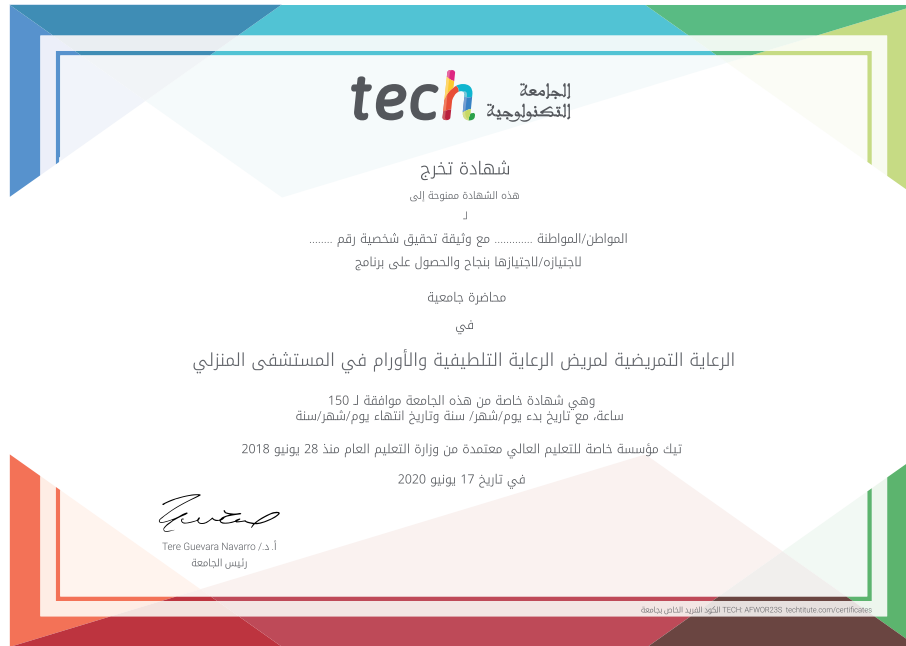 tech الجامعة
التكنولوجية
شهادة تخرج
هذه الشهادة ممنوحة إلى
لـ
المواطن/المواطنة ............ مع وثيقة تحقيق شخصية رقم ........
لاجتيازه/لاجتيازها بنجاح والحصول على برنامج
محاضرة جامعية
في
الرعاية التمريضية لمريض الرعاية التلطيفية والأورام في المستشفى المنزلي
وهي شهادة خاصة من هذه الجامعة موافقة لـ 150
ساعة، مع تاريخ بدء يوم/شهر/ سنة وتاريخ انتهاء يوم/شهر/سنة
تيك مؤسسة خاصة للتعليم العالي معتمدة من وزارة التعليم العام منذ 28 يونيو 2018
في تاريخ 17 يونيو 2020
أ. د./ Tere Guevara Navarro
رئيس الجامعة
الكود الفريد الخاص بجامعة TECH: AFWOR23S techtitute.com/certificates